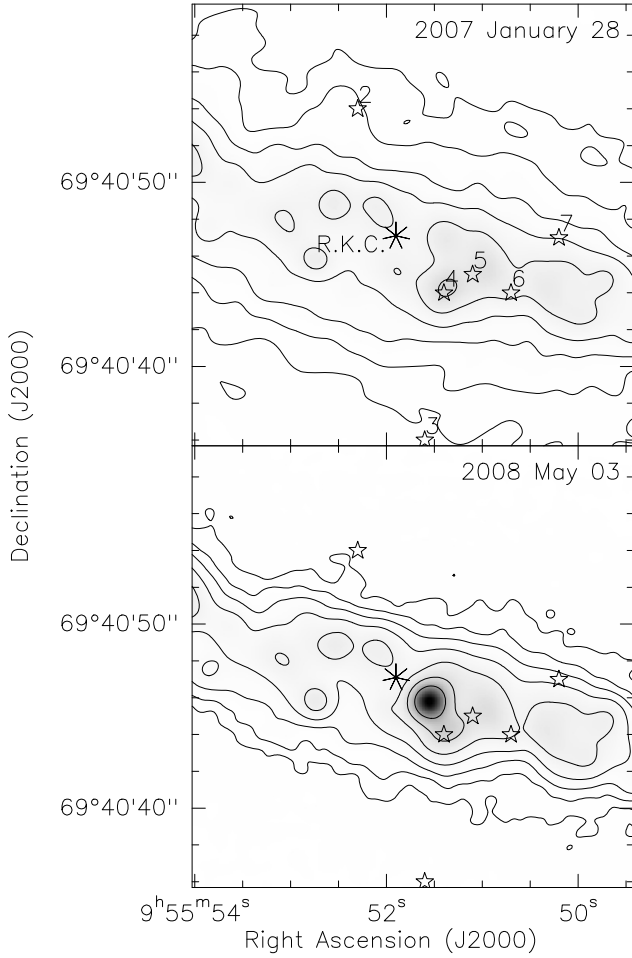 2007 January 28
2
69°40'50''
7
R.K.C.
5
4
6
69°40'40''
3
Declination (J2000)
2008 May 03
69°40'50''
69°40'40''
9h55m54s
52s
50s
Right Ascension (J2000)